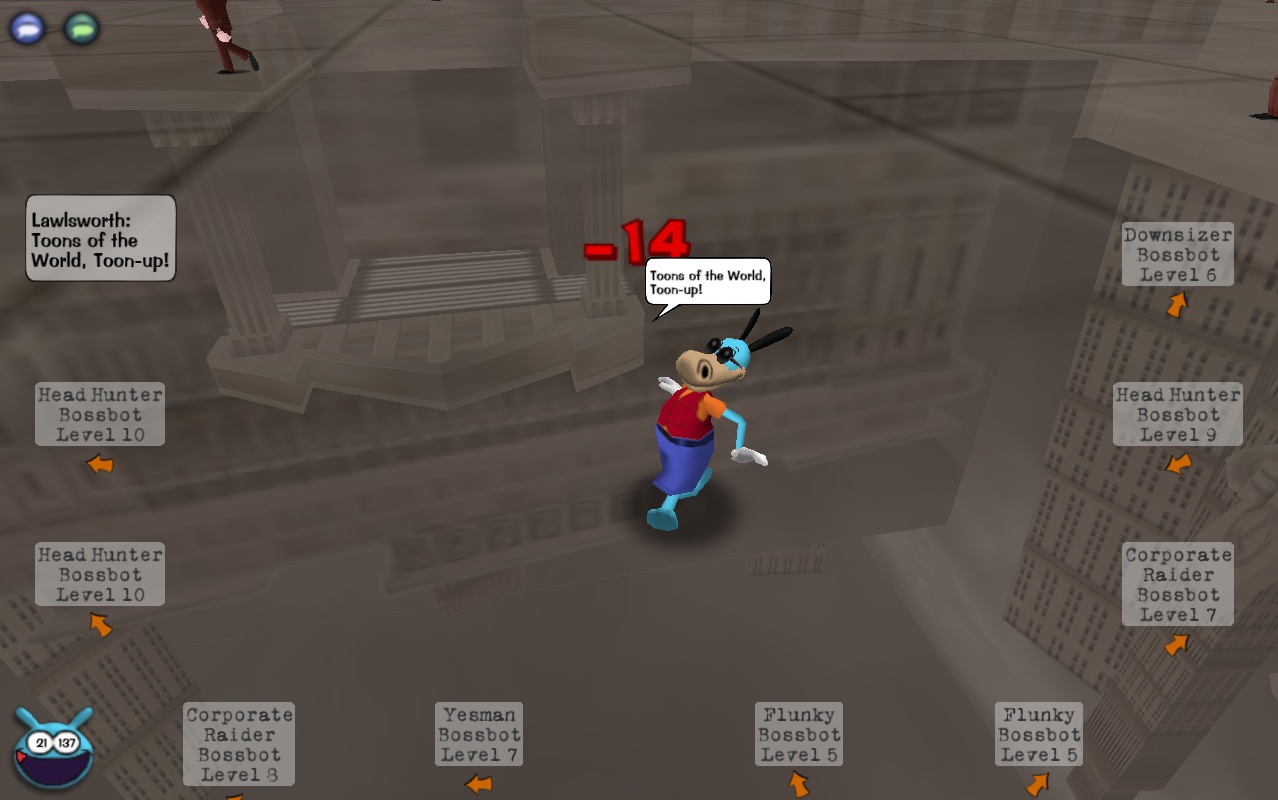 Lawlsworth:
Toons of the
World, Toon-up!
-14
Toons of the World,
Toon-up!
Downsizer
Bossbot
Level 6
Head Hunter
Bossbot
Level 10
Head Hunter
Bossbot
Level 9
Head Hunter
Bossbot
Level 10
Corporate
Raider
Bossbot
Level 7
Corporate
Raider
Bossbot
Level 8
Yesman
Bossbot
Level 7
Flunky
Bossbot
Level 5
Flunky
Bossbot
Level 5
21 137